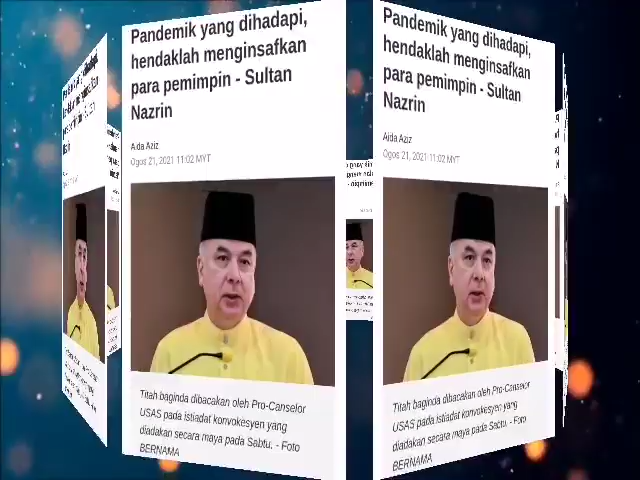 Pandemik yang dihadapi,
hendaklah menginsafkan
para pemimpin - Sultan
Nazrin
Aida Aziz
Ogos 21, 2021 11:02 MYT
Titah baginda dibacakan oleh Pro-Canselor
USAS pada istiadat konvokesyen yang
diadakan secara maya pada Sabtu. - Foto
BERNAMA
Pandemik yang dihadapi,
hendaklah menginsafkan
para pemimpin - Sultan
Nazrin
Aida Aziz
Ogos 21, 2021 11:02 MYT
Titah baginda dibacakan oleh Pro-Canselor
USAS pada istiadat konvokesyen yang
diadakan secara maya pada Sabtu. - Foto
BERNAMA